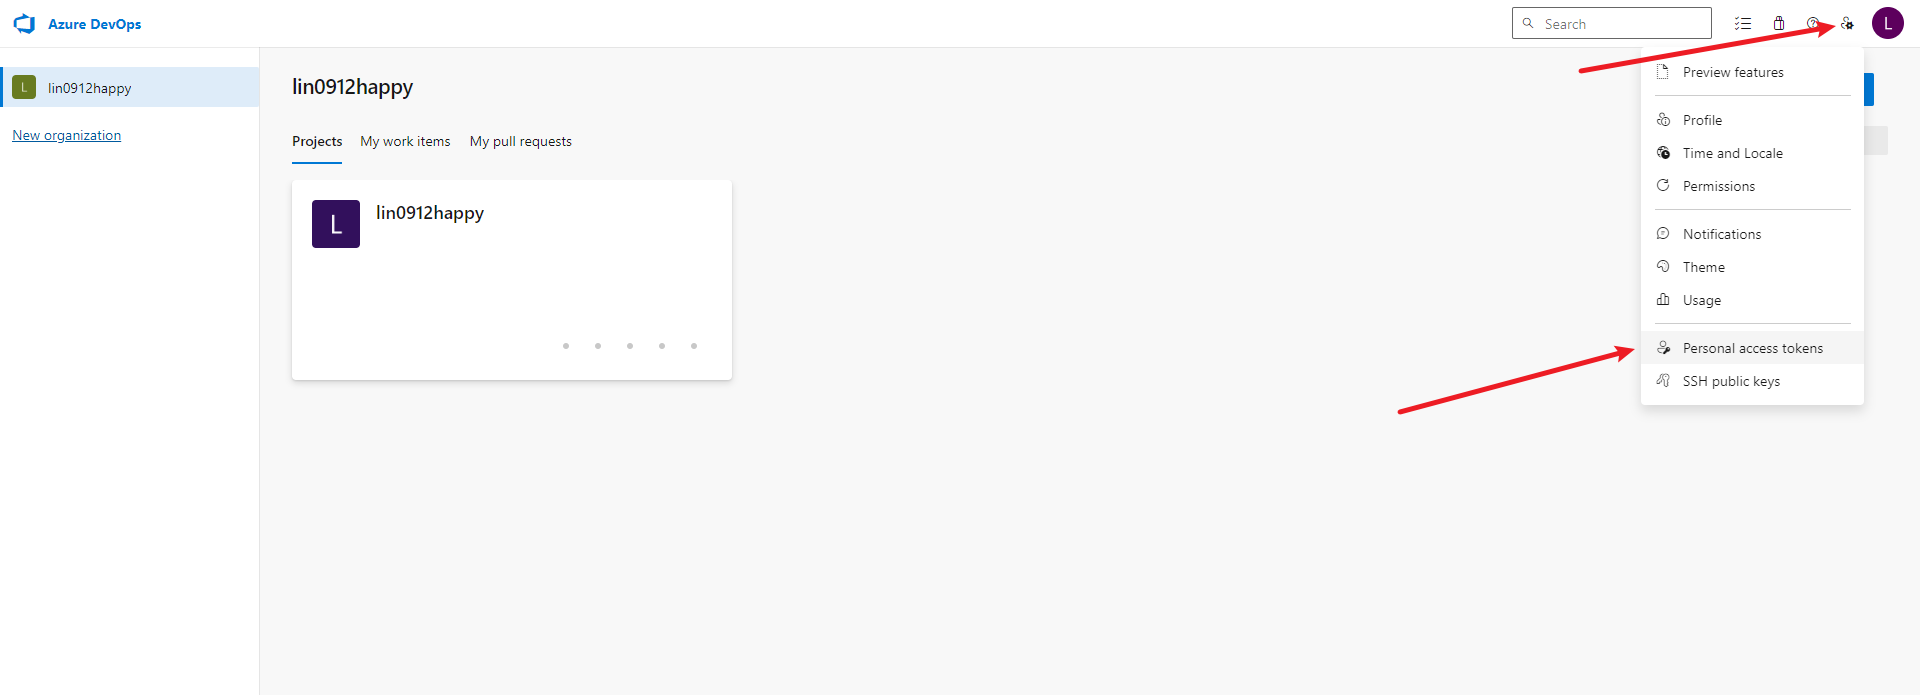 Azure DevOps
Search
L
L
lin0912happy
New organization
lin0912happy
Projects
My work items
My pull requests
L
lin0912happy
Preview features
Profile
Time and Locale
Permissions
Notifications
Theme
Usage
Personal access tokens
SSH public keys